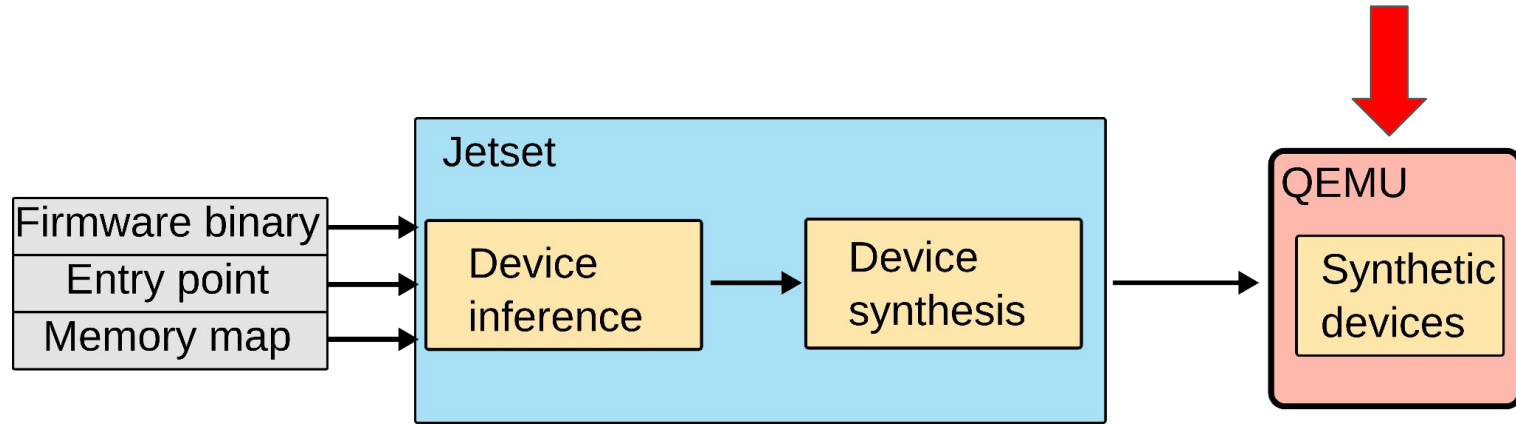 Jetset
Firmware binary
Entry point
Memory map
Device
inference
Device
synthesis
QEMU
Synthetic
devices